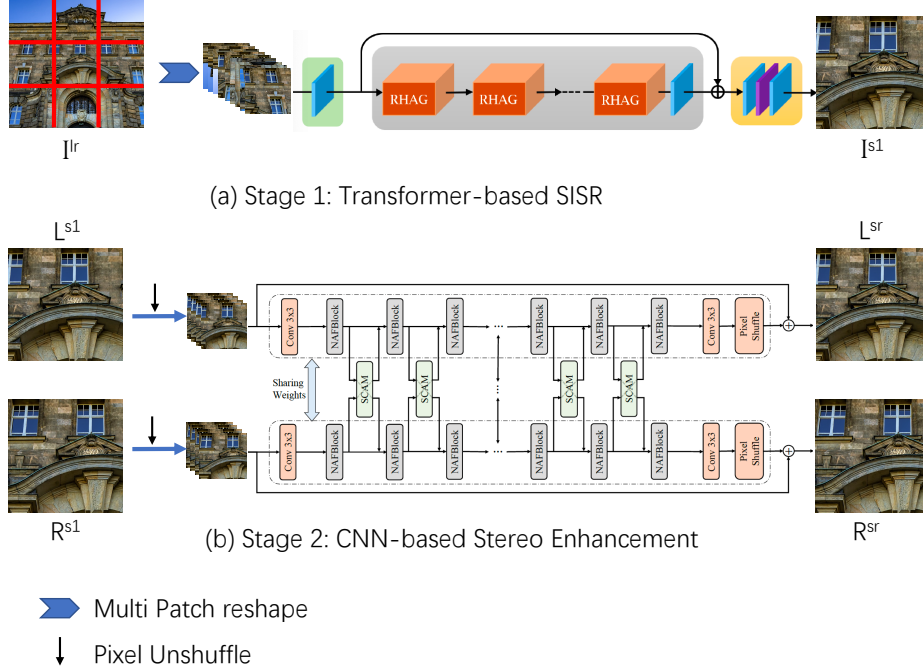 RHAG RHAG RHAG
I^lr I^s1
(a) Stage 1: Transformer-based SISR
L^s1 L^sr
Conv 3x3 NAFBlock NAFBlock NAFBlock ... NAFBlock NAFBlock NAFBlock Conv 3x3 Pixel Shuffle
Sharing
Weights
SCAM SCAM ... SCAM SCAM
Conv 3x3 NAFBlock NAFBlock NAFBlock ... NAFBlock NAFBlock NAFBlock Conv 3x3 Pixel Shuffle
R^s1 R^sr
(b) Stage 2: CNN-based Stereo Enhancement
Multi Patch reshape
Pixel Unshuffle